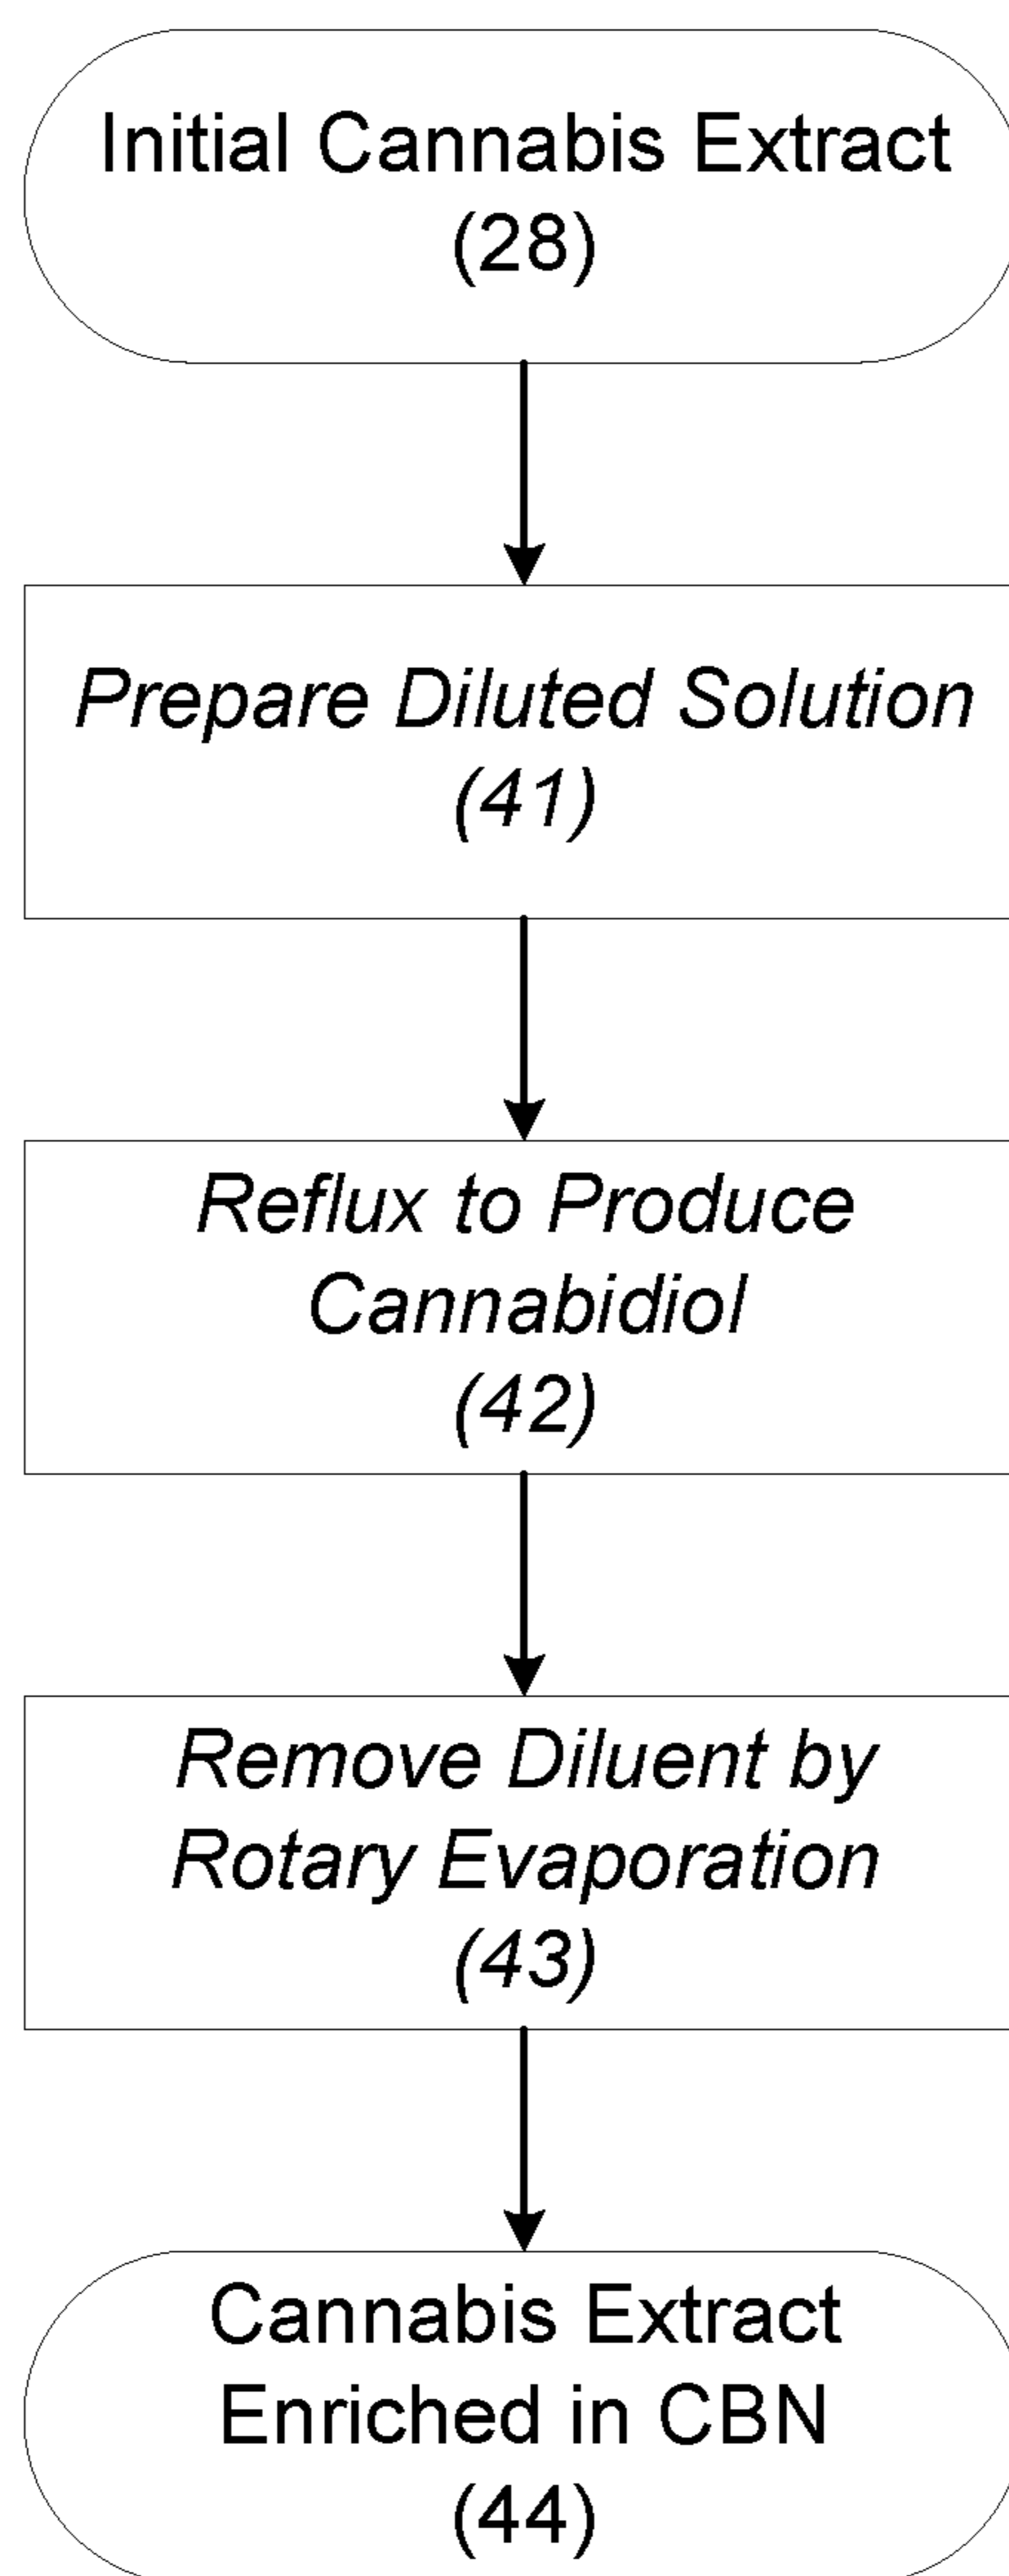 Initial Cannabis Extract
(28)
Prepare Diluted Solution
(41)
Reflux to Produce
Cannabidiol
(42)
Remove Diluent by
Rotary Evaporation
(43)
Cannabis Extract
Enriched in CBN
(44)